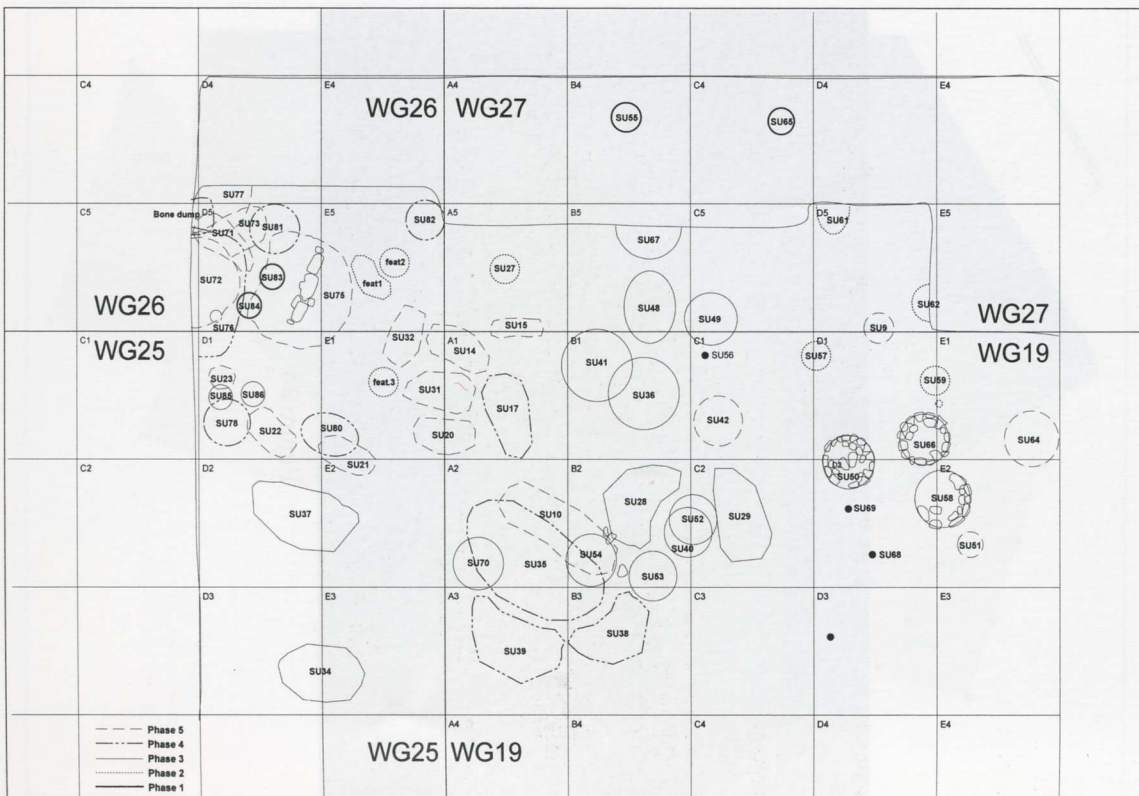 C4 D4 E4 A4 B4 C4 D4 E4
WG26 WG27
SU55 SU65
SU77
C5 Bone dump D5 E5 A5 B5 C5 D5 E5
SU73 SU82 SU61
SU71 SU81
SU67
feat2 SU27
SU72 SU83 feat1
SU75
SU84 SU48 SU62
WG26 SU49 WG27
SU76 SU15 SU9
C1 D1 E1 SU32 A1 B1 C1 D1 E1
WG25 SU14 SU56 SU57 WG19
SU41
SU23 feat.3 SU31 SU59
SU85 SU86 SU36
SU17
SU78 SU80 SU42
SU22 SU20 SU66 SU64
SU21
C2 D2 E2 A2 B2 C2 D2 E2
SU50
SU28 SU58
SU37 SU10 SU52 SU29 SU69
SU40 SU51
SU70 SU35 SU54 SU68
SU53
D3 E3 A3 B3 C3 D3 E3
SU38
SU39
SU34
A4 B4 C4 D4 E4
Phase 5
Phase 4
Phase 3
Phase 2
Phase 1
WG25 WG19